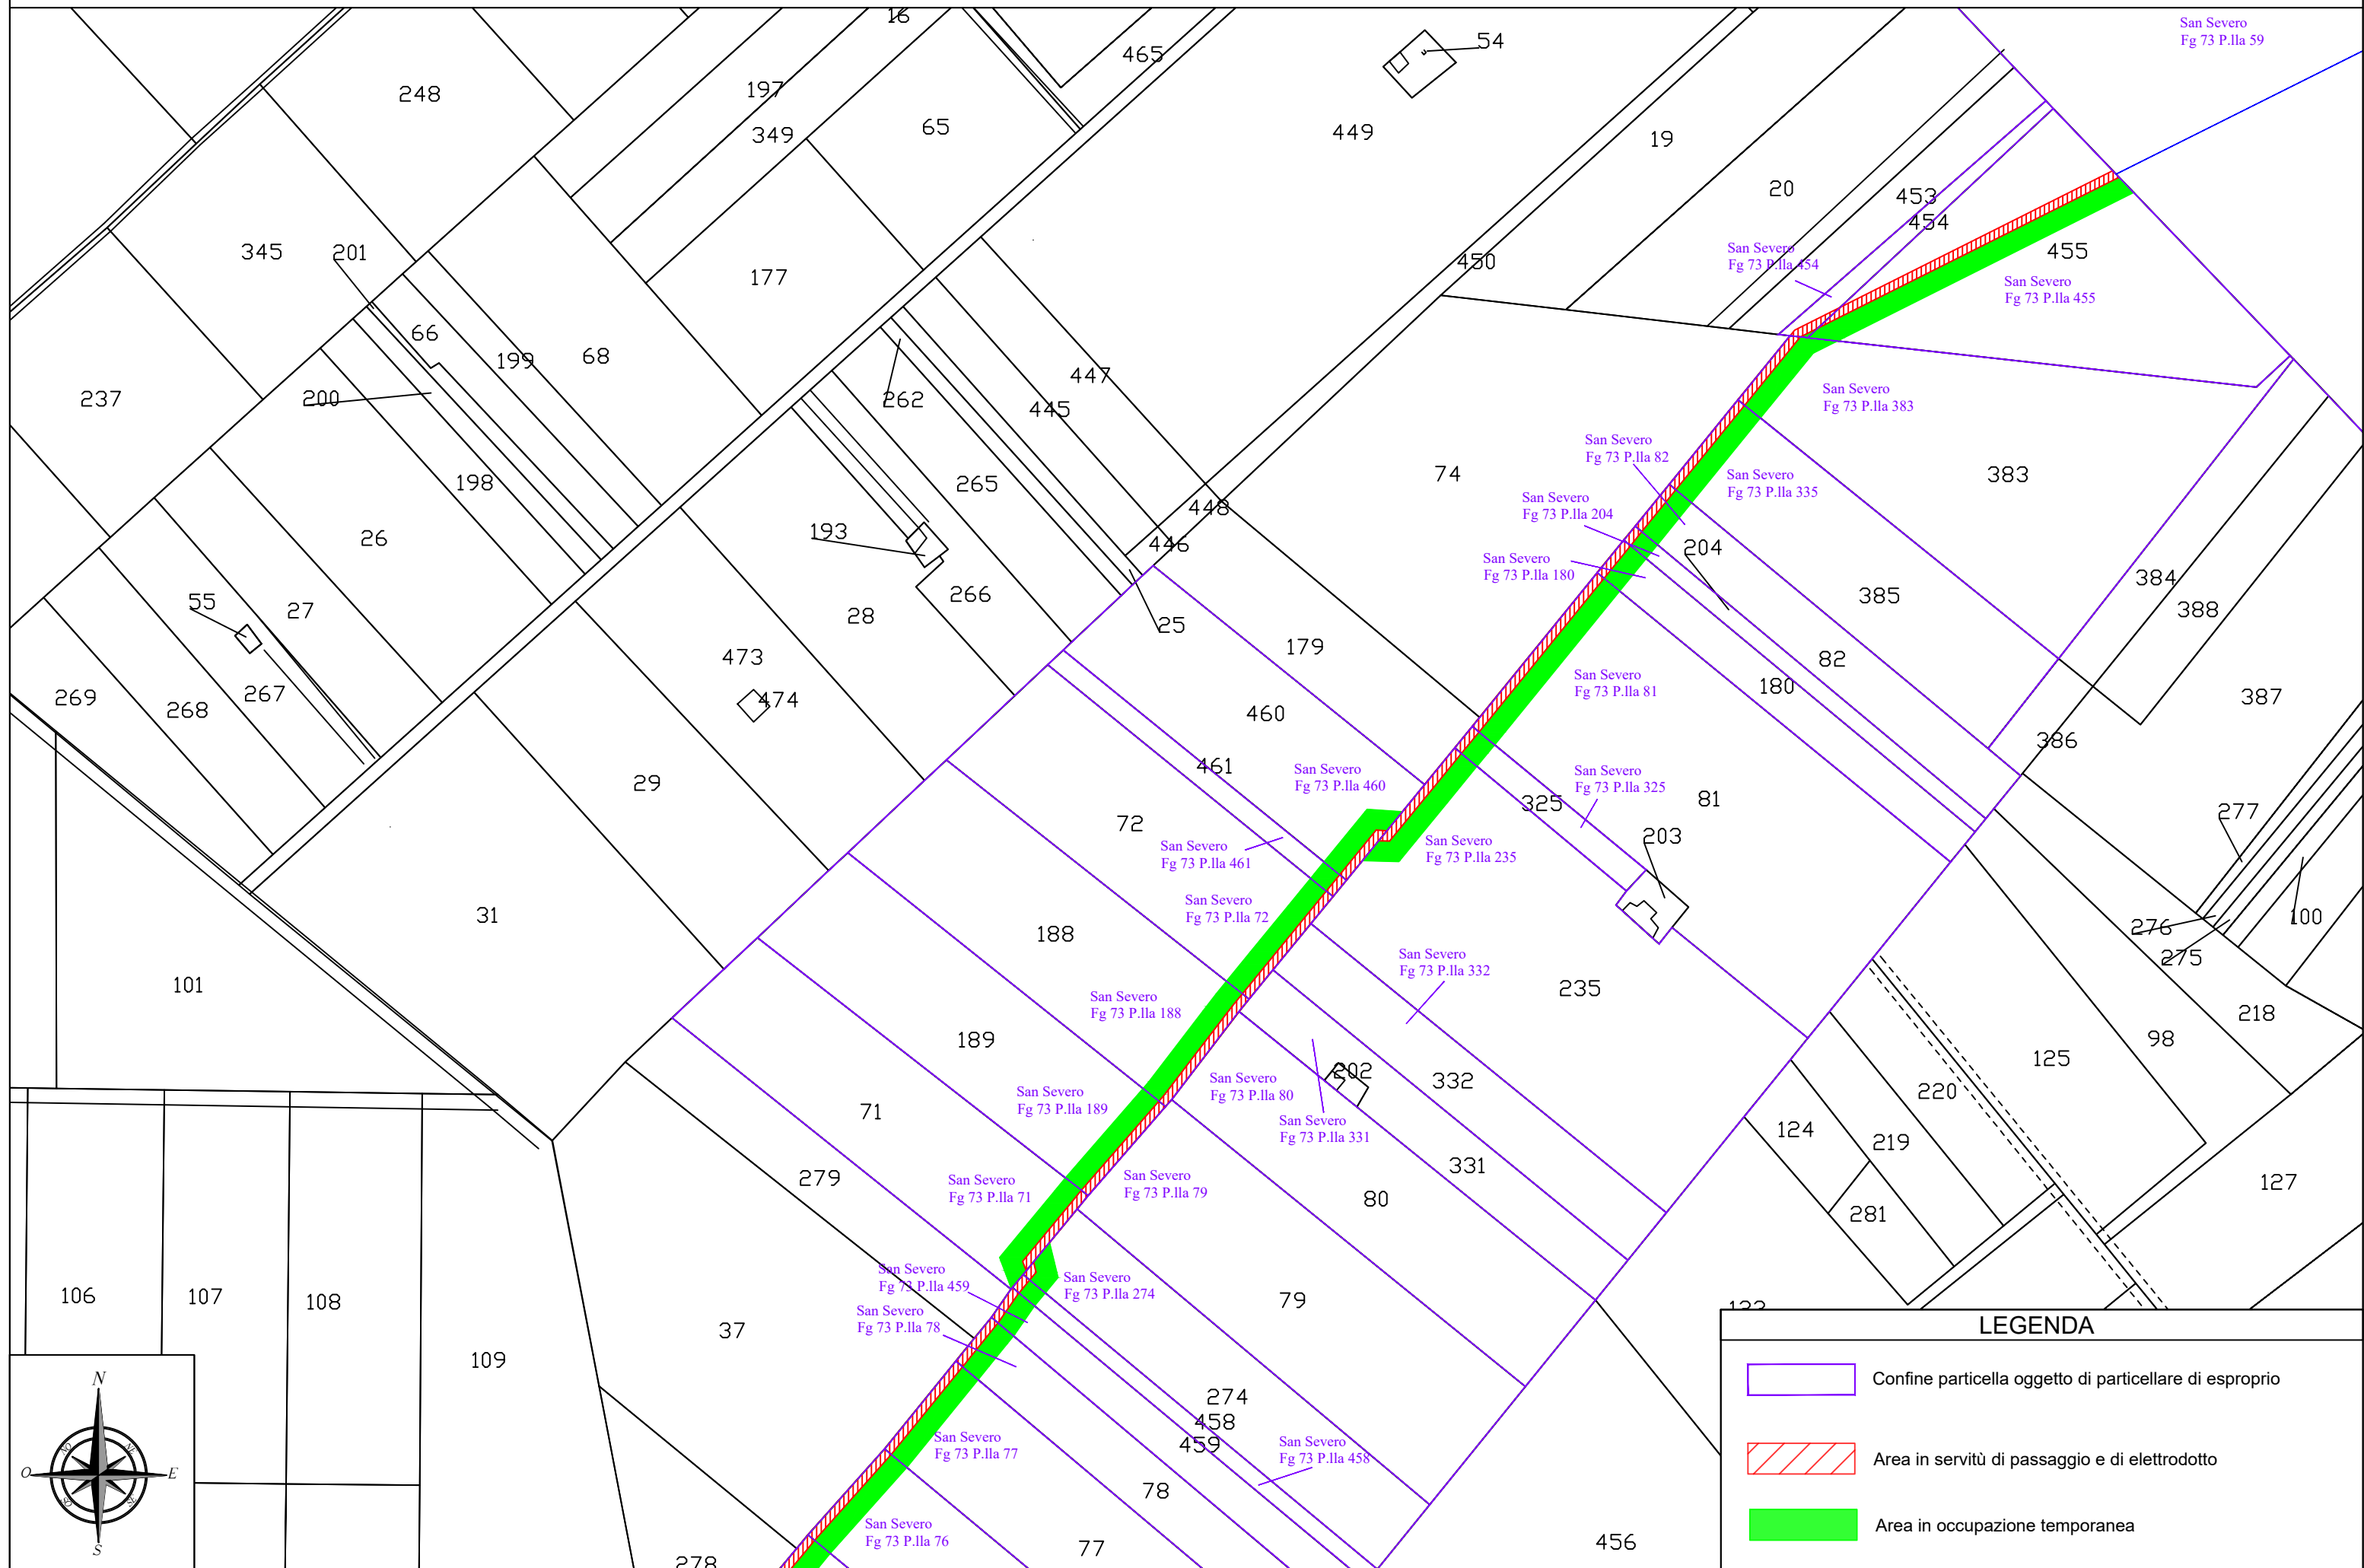 16
San Severo
Fg 73 P.lla 59
54
465
248
197
349
65
449
19
20
453
454
455
San Severo
Fg 73 P.lla 454
345
201
177
450
San Severo
Fg 73 P.lla 455
66
199
68
237
200
262
447
445
San Severo
Fg 73 P.lla 383
San Severo
Fg 73 P.lla 82
74
383
198
265
San Severo
Fg 73 P.lla 335
San Severo
Fg 73 P.lla 204
448
26
193
446
204
San Severo
Fg 73 P.lla 180
384
55
27
28
266
25
385
388
473
179
82
269
268
267
474
460
San Severo
Fg 73 P.lla 81
180
387
386
29
461
San Severo
Fg 73 P.lla 460
San Severo
Fg 73 P.lla 325
325
81
277
72
203
San Severo
Fg 73 P.lla 461
San Severo
Fg 73 P.lla 235
31
San Severo
Fg 73 P.lla 72
100
276
275
188
101
San Severo
Fg 73 P.lla 332
235
San Severo
Fg 73 P.lla 188
218
189
98
125
202
332
San Severo
Fg 73 P.lla 80
220
San Severo
Fg 73 P.lla 189
71
San Severo
Fg 73 P.lla 331
124
219
331
279
San Severo
Fg 73 P.lla 71
San Severo
Fg 73 P.lla 79
80
127
281
San Severo
Fg 73 P.lla 459
San Severo
Fg 73 P.lla 274
106
107
108
79
San Severo
Fg 73 P.lla 78
37
LEGENDA
109
N
NO
NE
O
E
SO
SE
S
Confine particella oggetto di particellare di esproprio
274
458
459
San Severo
Fg 73 P.lla 77
San Severo
Fg 73 P.lla 458
Area in servitù di passaggio e di elettrodotto
78
San Severo
Fg 73 P.lla 76
Area in occupazione temporanea
77
456
278